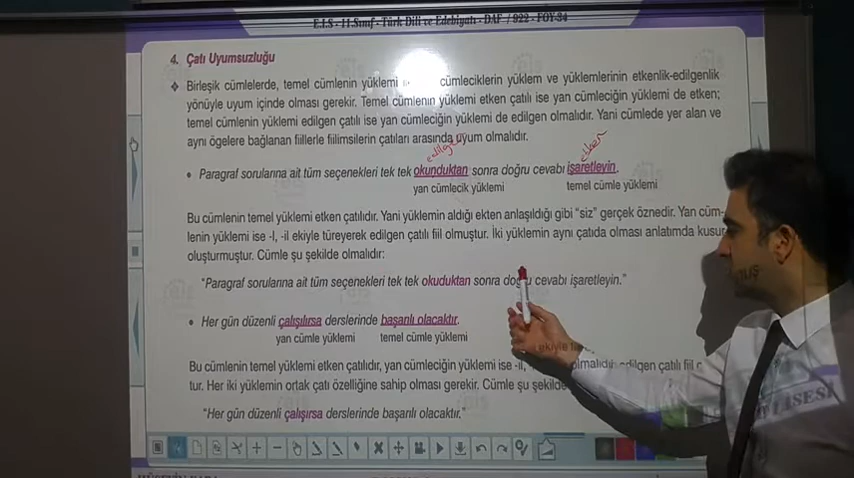 E.I.S - 11.Sınıf - Türk Dili ve Edebiyatı - DAF / 922 - FÖY-34
4. Çatı Uyumsuzluğu
❖ Birleşik cümlelerde, temel cümlenin yüklemi cümleciklerin yüklem ve yüklemlerinin etkenlik-edilgenlik
yönüyle uyum içinde olması gerekir. Temel cümlenin yüklemi etken çatılı ise yan cümleciğin yüklemi de etken;
temel cümlenin yüklemi edilgen çatılı ise yan cümleciğin yüklemi de edilgen olmalıdır. Yani cümlede yer alan ve
aynı ögelere bağlanan fiillerle fiilimsilerin çatıları arasında uyum olmalıdır.
edilgen
etken
• Paragraf sorularına ait tüm seçenekleri tek tek okunduktan sonra doğru cevabı işaretleyin.
yan cümlecik yüklemi temel cümle yüklemi
Bu cümlenin temel yüklemi etken çatılıdır. Yani yüklemin aldığı ekten anlaşıldığı gibi "siz" gerçek öznedir. Yan cüm-
lenin yüklemi ise -l, -il ekiyle türeyerek edilgen çatılı fiil olmuştur. İki yüklemin aynı çatıda olması anlatımda kusur
oluşturmuştur. Cümle şu şekilde olmalıdır:
"Paragraf sorularına ait tüm seçenekleri tek tek okuduktan sonra doğru cevabı işaretleyin."
• Her gün düzenli çalışılırsa derslerinde başarılı olacaktır.
yan cümle yüklemi temel cümle yüklemi
Bu cümlenin temel yüklemi etken çatılıdır, yan cümleciğin yüklemi ise -il, olmalıdır edilgen çatılı fiil
tur. Her iki yüklemin ortak çatı özelliğine sahip olması gerekir. Cümle şu şekilde
"Her gün düzenli çalışırsa derslerinde başarılı olacaktır."